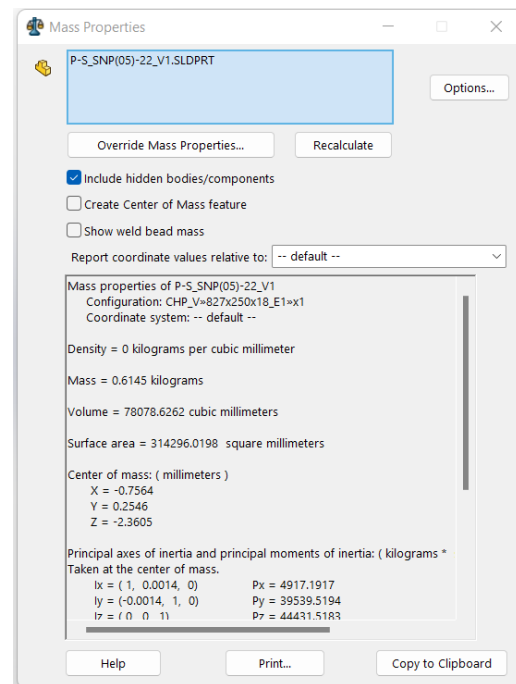 Mass Properties
P-S_SNP(05)-22_V1.SLDPRT
Options...
Override Mass Properties...
Recalculate
Include hidden bodies/components
Create Center of Mass feature
Show weld bead mass
Report coordinate values relative to:
-- default --
Mass properties of P-S_SNP(05)-22_V1
Configuration: CHP_V»827x250x18_E1»x1
Coordinate system: -- default --
Density = 0 kilograms per cubic millimeter
Mass = 0.6145 kilograms
Volume = 78078.6262 cubic millimeters
Surface area = 314296.0198 square millimeters
Center of mass: ( millimeters )
X = -0.7564
Y = 0.2546
Z = -2.3605
Principal axes of inertia and principal moments of inertia: ( kilograms *
Taken at the center of mass.
Ix = ( 1, 0.0014, 0) Px = 4917.1917
Iy = (-0.0014, 1, 0) Py = 39539.5194
Iz = ( 0, 0, 1) Pz = 44431.5183
Help
Print...
Copy to Clipboard